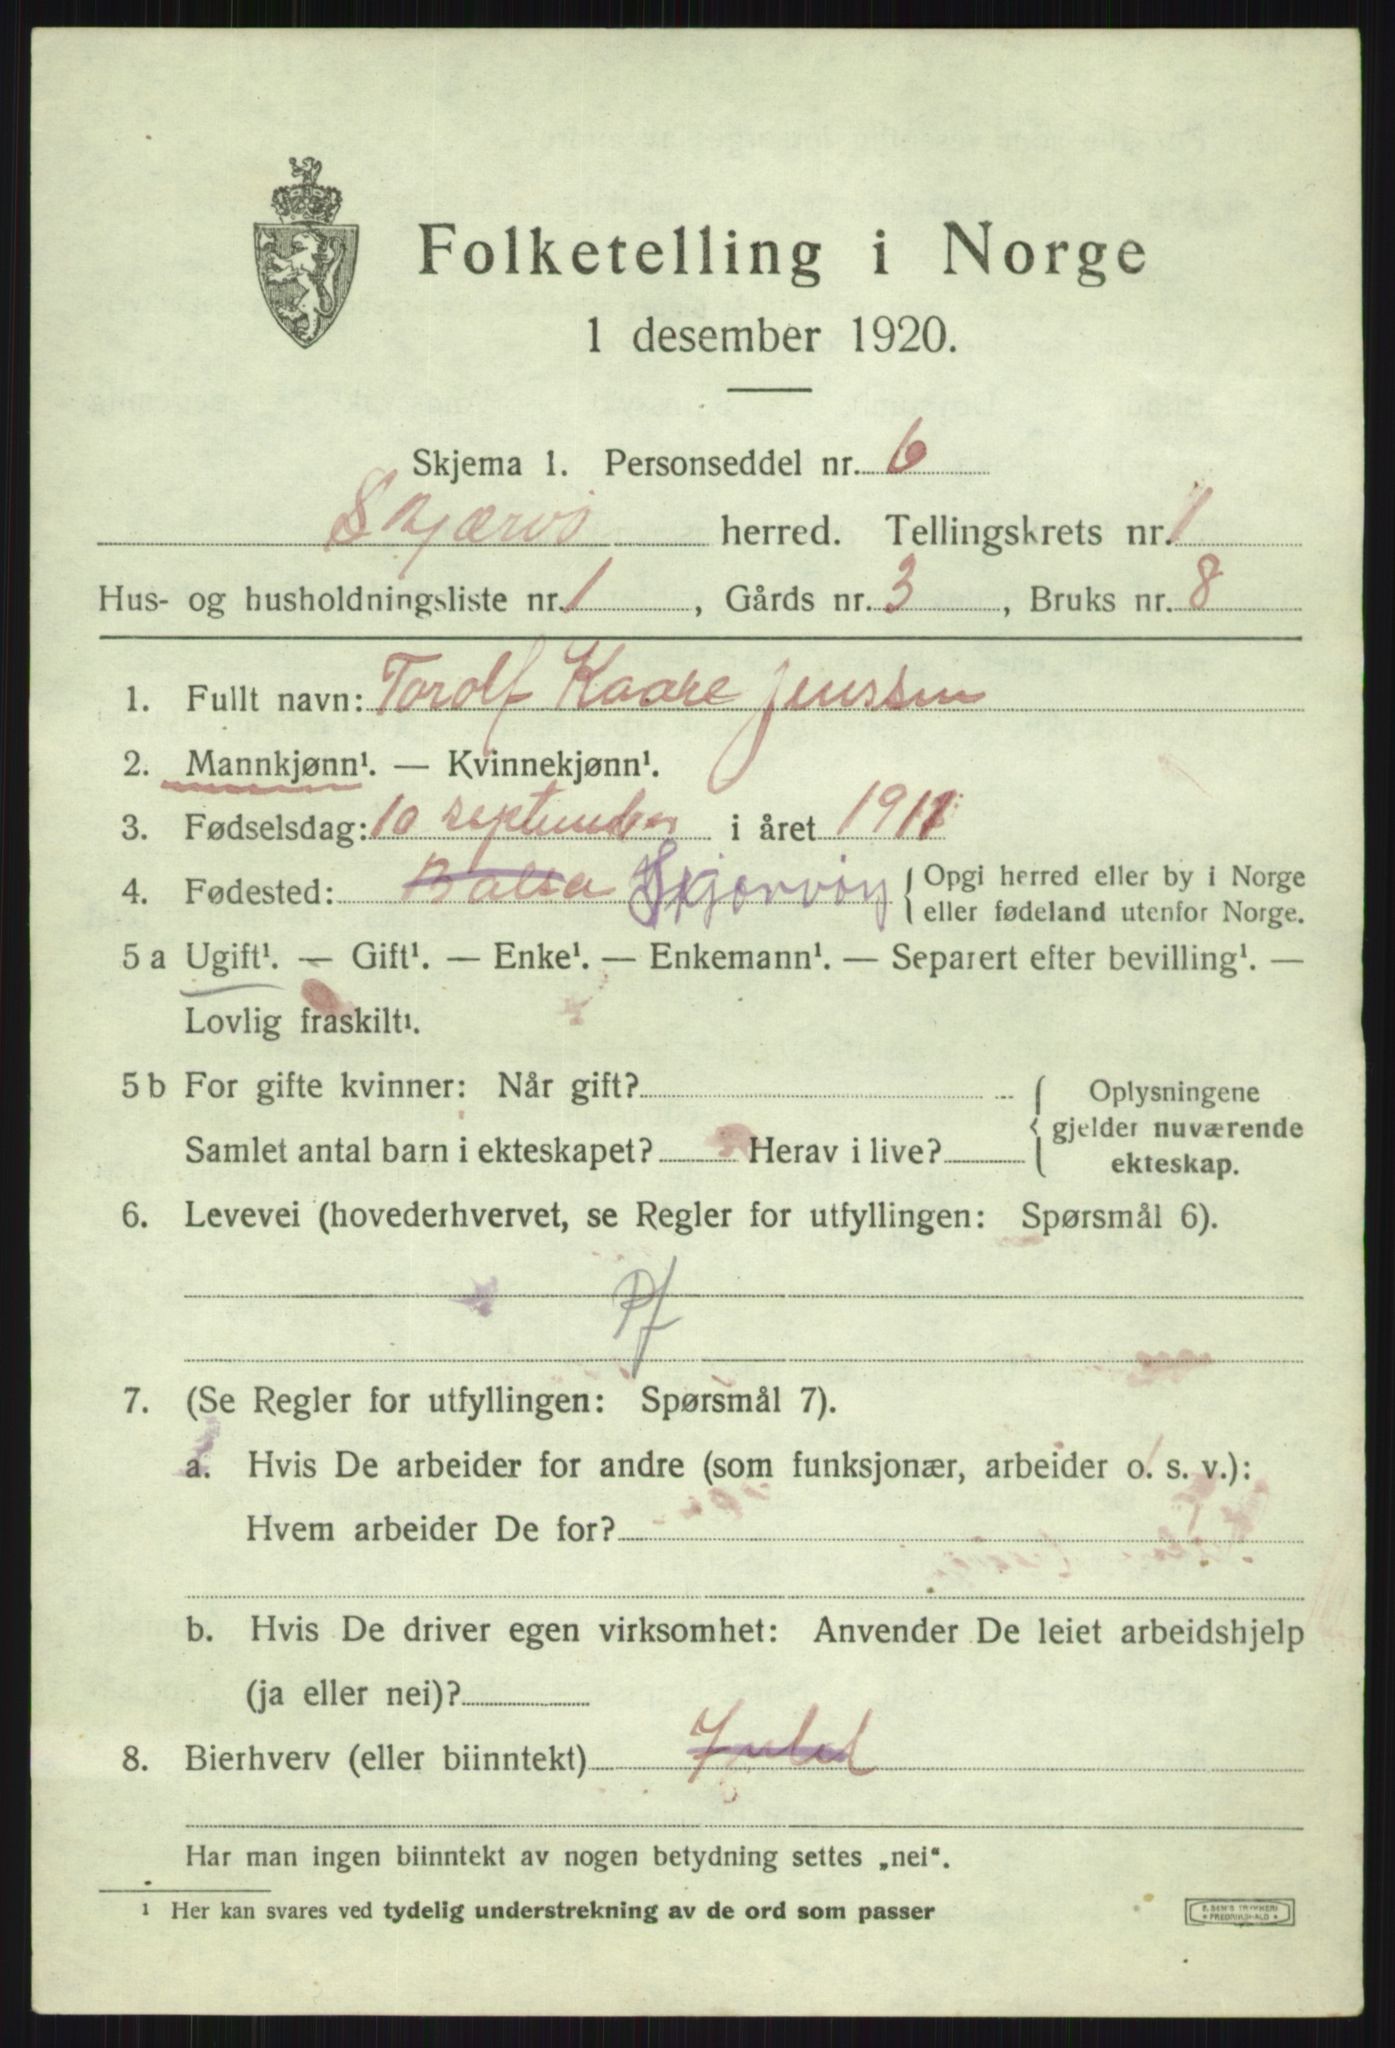 Folketelling i Norge
1 desember 1920.
Skjema 1. Personseddel nr. 6
Skjærvö herred. Tellingskrets nr. 1
Hus- og husholdningsliste nr. 1, Gårds nr. 3, Bruks nr. 8
1. Fullt navn: Torolf Kaare Jenssen
2. Mannkjønn¹. — Kvinnekjønn¹.
3. Fødselsdag: 10 september i året 1911
4. Fødested: Balsa Skjærvöy { Opgi herred eller by i Norge
eller fødeland utenfor Norge.
5 a Ugift¹. — Gift¹. — Enke¹. — Enkemann¹. — Separert efter bevilling¹. —
Lovlig fraskilt¹.
5 b For gifte kvinner: Når gift? { Oplysningene
gjelder nuværende
Samlet antal barn i ekteskapet? Herav i live?
ekteskap.
6. Levevei (hovederhvervet, se Regler for utfyllingen: Spørsmål 6).
Pf
7. (Se Regler for utfyllingen: Spørsmål 7).
a. Hvis De arbeider for andre (som funksjonær, arbeider o. s. v.):
Hvem arbeider De for?
b. Hvis De driver egen virksomhet: Anvender De leiet arbeidshjelp
(ja eller nei)?
8. Bierhverv (eller biinntekt)
Har man ingen biinntekt av nogen betydning settes „nei“.
¹ Her kan svares ved tydelig understrekning av de ord som passer